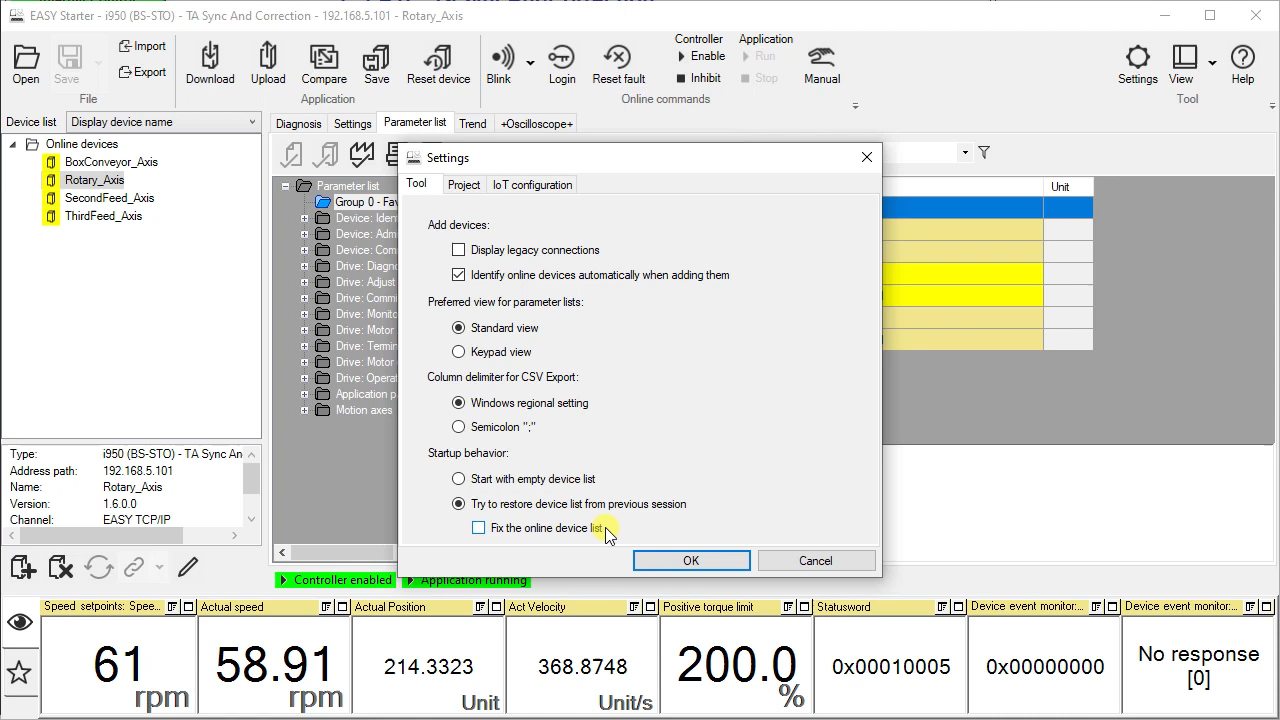 EASY Starter - i950 (BS-STO) - TA Sync And Correction - 192.168.5.101 - Rotary_Axis
Open
Save
Import
Export
File
Download
Upload
Compare
Save
Reset device
Application
Blink
Login
Reset fault
Controller
Enable
Inhibit
Application
Run
Stop
Manual
Online commands
Settings
View
Help
Tool
Device list
Display device name
Online devices
BoxConveyor_Axis
Rotary_Axis
SecondFeed_Axis
ThirdFeed_Axis
Diagnosis
Settings
Parameter list
Trend
+Oscilloscope+
Parameter list
Group 0 - Fav
Device: Iden
Device: Adm
Device: Com
Drive: Diagno
Drive: Adjust
Drive: Commi
Drive: Monito
Drive: Motor
Drive: Termin
Drive: Motor
Drive: Operat
Application p
Motion axes
Unit
Settings
Tool
Project
IoT configuration
Add devices:
Display legacy connections
Identify online devices automatically when adding them
Preferred view for parameter lists:
Standard view
Keypad view
Column delimiter for CSV Export:
Windows regional setting
Semicolon ";"
Startup behavior:
Start with empty device list
Try to restore device list from previous session
Fix the online device list
OK
Cancel
Type: i950 (BS-STO) - TA Sync An
Address path: 192.168.5.101
Name: Rotary_Axis
Version: 1.6.0.0
Channel: EASY TCP/IP
Controller enabled
Application running
Speed setpoints: Spee...
61
rpm
Actual speed
58.91
rpm
Actual Position
214.3323
Unit
Act Velocity
368.8748
Unit/s
Positive torque limit
200.0
%
Statusword
0x00010005
Device event monitor:...
0x00000000
Device event monitor:...
No response
[0]